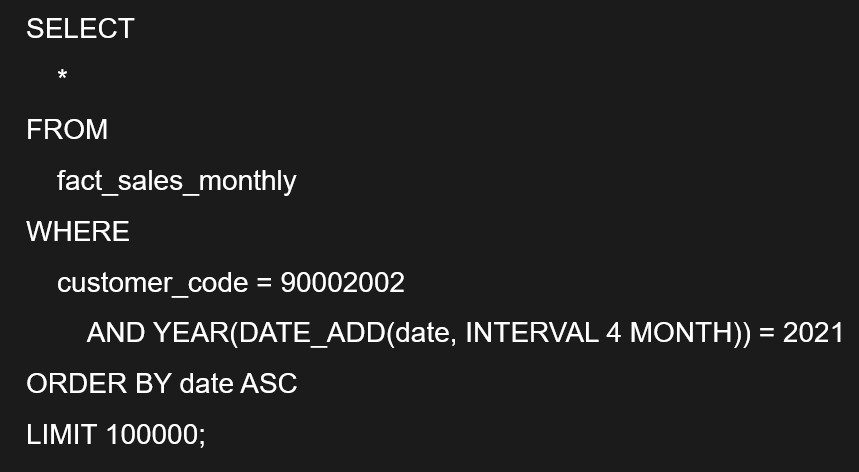 SELECT
*
FROM
fact_sales_monthly
WHERE
customer_code = 90002002
AND YEAR(DATE_ADD(date, INTERVAL 4 MONTH)) = 2021
ORDER BY date ASC
LIMIT 100000;